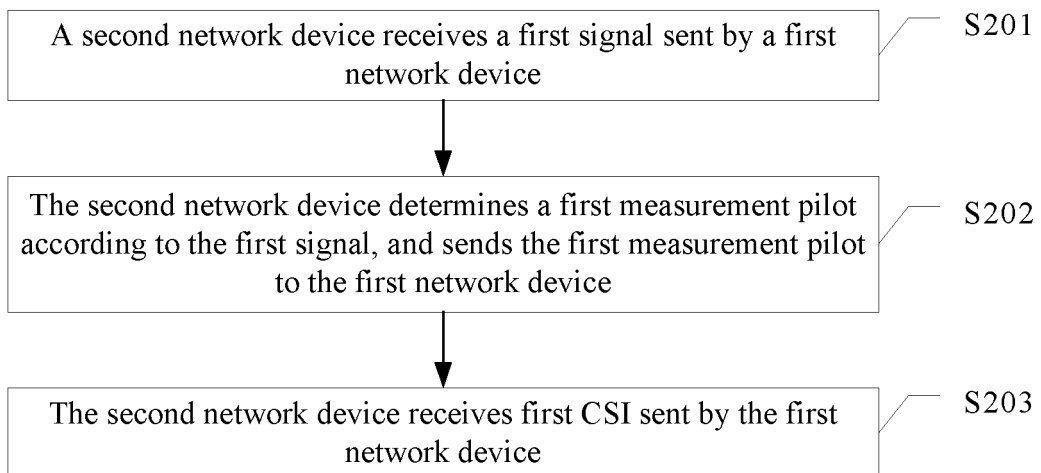 A second network device receives a first signal sent by a first
network device
S201
The second network device determines a first measurement pilot
according to the first signal, and sends the first measurement pilot
to the first network device
S202
The second network device receives first CSI sent by the first
network device
S203